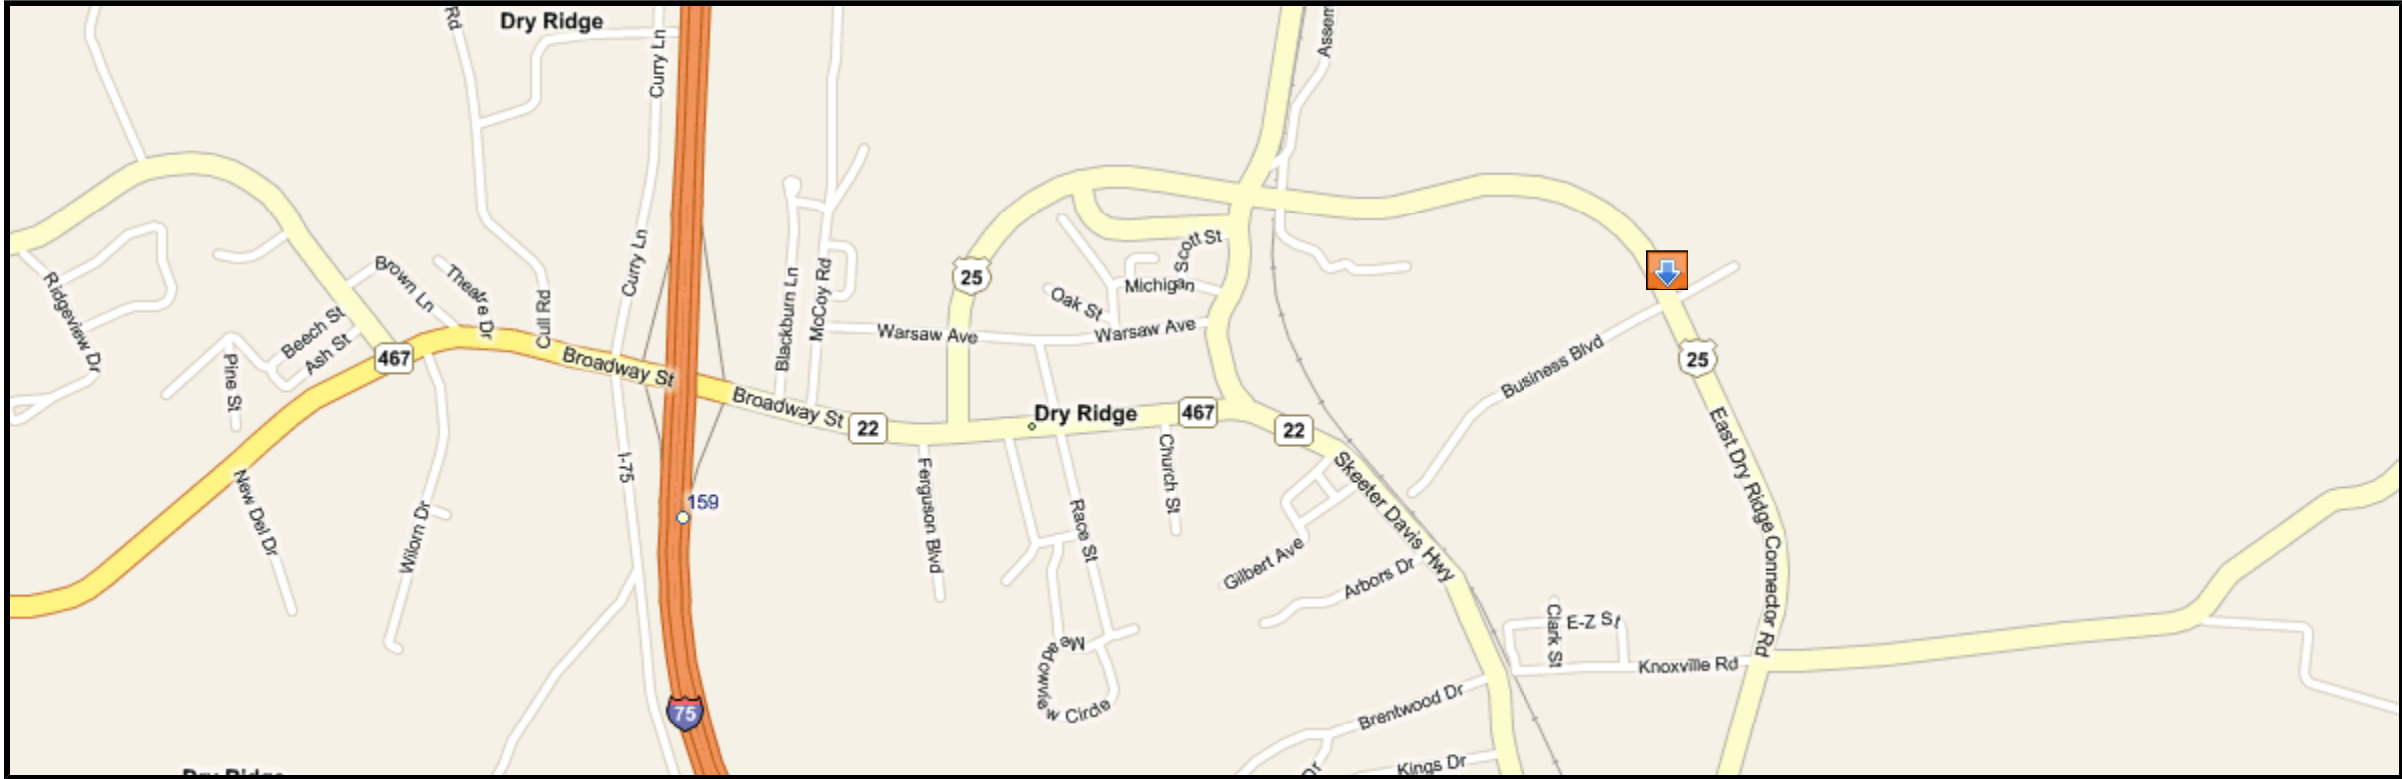 Rd
Dry Ridge
Curry Ln
Assem
Curry Ln
Ridgeview Dr
Brown Ln
Theatre Dr
Cull Rd
Beech St
Ash St
Pine St
467
Broadway St
Blackburn Ln
McCoy Rd
25
Warsaw Ave
Oak St
Michigan
Scott St
Warsaw Ave
Broadway St
22
Dry Ridge
467
22
Business Blvd
25
East Dry Ridge Connector Rd
New Del Dr
Wilorn Dr
I-75
159
Ferguson Blvd
Race St
Church St
Skeeter Davis Hwy
Gilbert Ave
Arbors Dr
Clark St
E-Z St
Knoxville Rd
Meadowview Circle
75
Brentwood Dr
Dr
Kings Dr
Dry Ridge